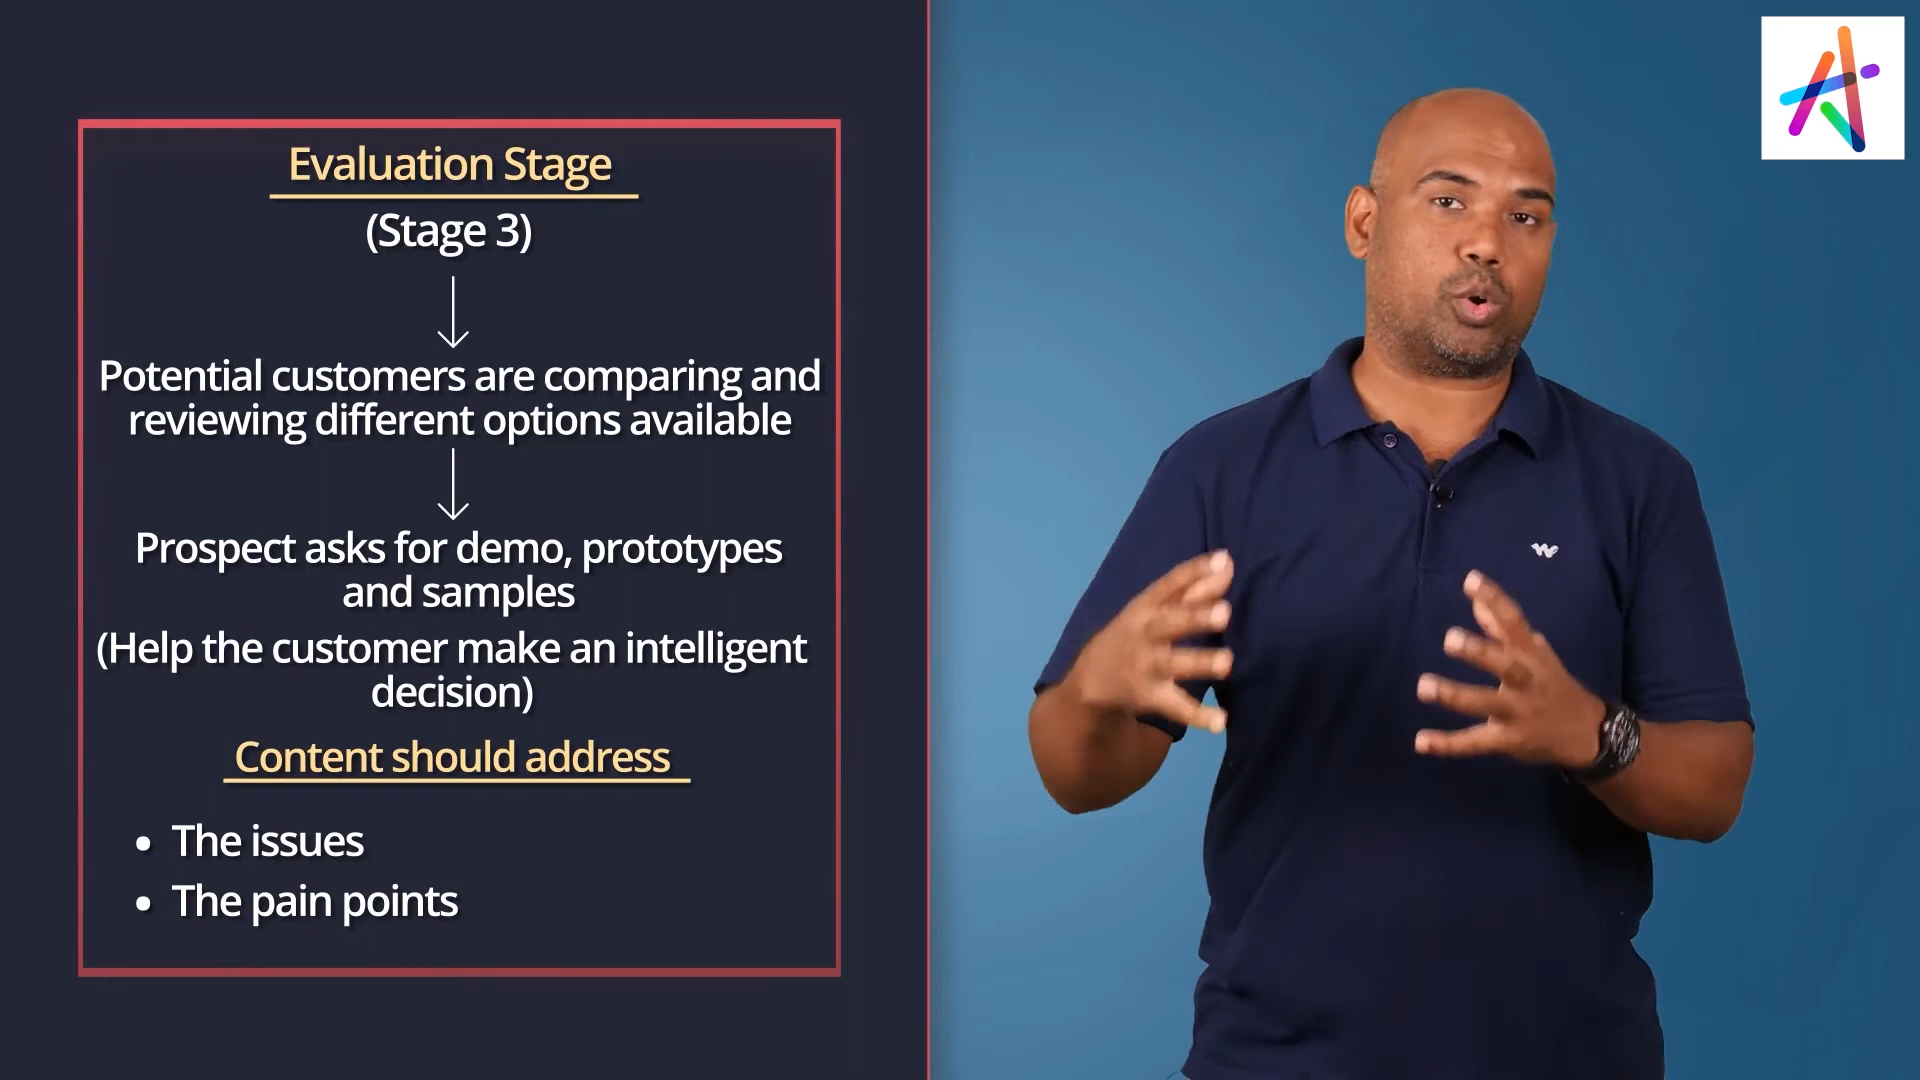 Evaluation Stage
(Stage 3)
Potential customers are comparing and
reviewing different options available
Prospect asks for demo, prototypes
and samples
(Help the customer make an intelligent
decision)
Content should address
• The issues
• The pain points